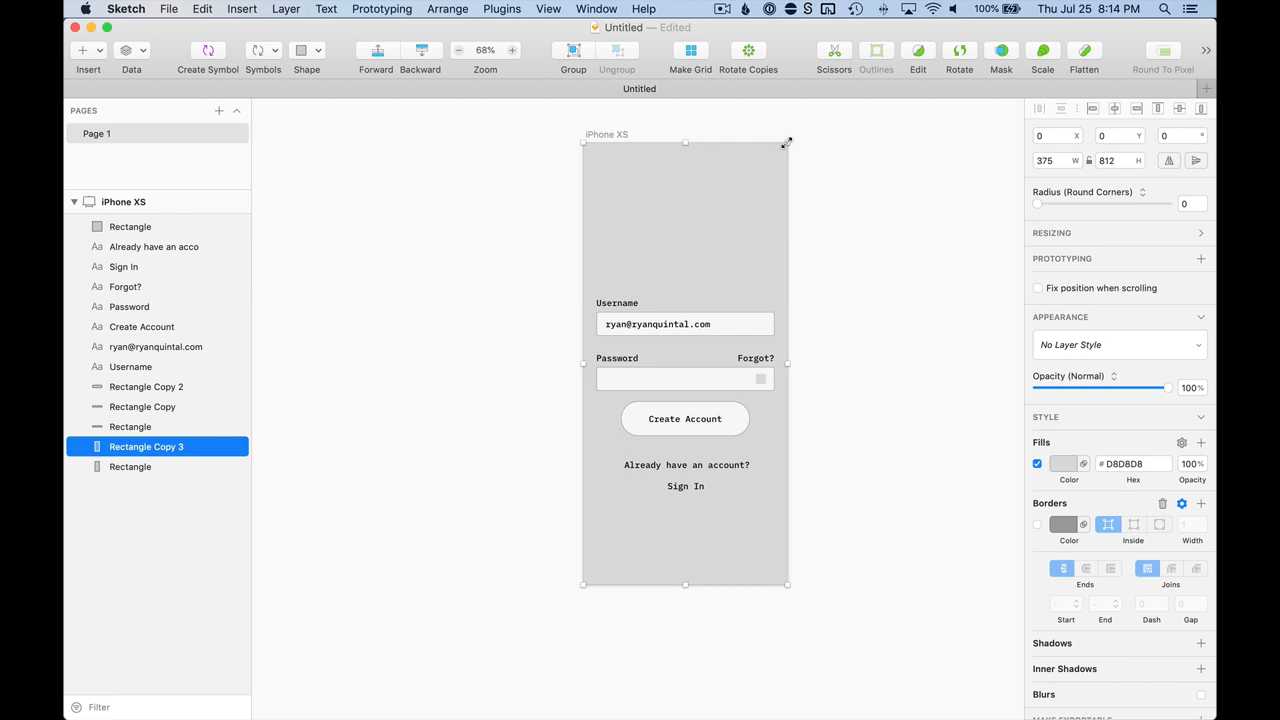 Sketch File Edit Insert Layer Text Prototyping Arrange Plugins View Window Help 100% Thu Jul 25 8:14 PM
Untitled — Edited
68%
Insert Data Create Symbol Symbols Shape Forward Backward Zoom Group Ungroup Make Grid Rotate Copies Scissors Outlines Edit Rotate Mask Scale Flatten Round To Pixel
Untitled
PAGES
Page 1
iPhone XS
Rectangle
Already have an acco
Sign In
Forgot?
Password
Create Account
ryan@ryanquintal.com
Username
Rectangle Copy 2
Rectangle Copy
Rectangle
Rectangle Copy 3
Rectangle
Filter
iPhone XS
Username
ryan@ryanquintal.com
Password Forgot?
Create Account
Already have an account?
Sign In
0 X 0 Y 0 °
375 W 812 H
Radius (Round Corners)
0
RESIZING
PROTOTYPING
Fix position when scrolling
APPEARANCE
No Layer Style
Opacity (Normal)
100%
STYLE
Fills
# D8D8D8 100%
Color Hex Opacity
Borders
1
Color Inside Width
Ends Joins
- - 0 0
Start End Dash Gap
Shadows
Inner Shadows
Blurs
MAKE EXPORTABLE